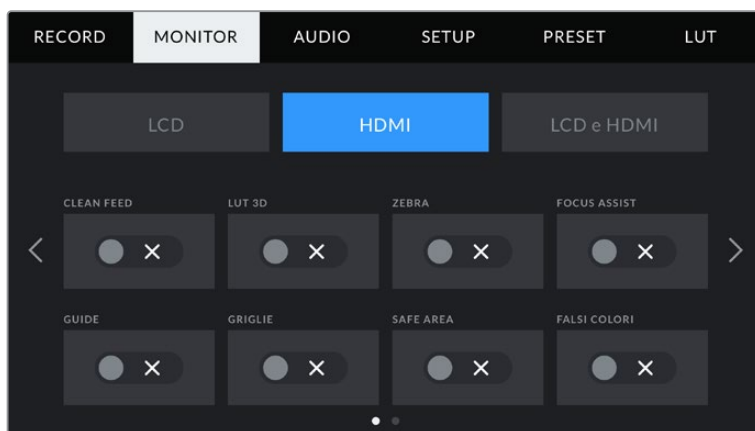 RECORD MONITOR AUDIO SETUP PRESET LUT
LCD HDMI LCD e HDMI
CLEAN FEED LUT 3D ZEBRA FOCUS ASSIST
GUIDE GRIGLIE SAFE AREA FALSI COLORI